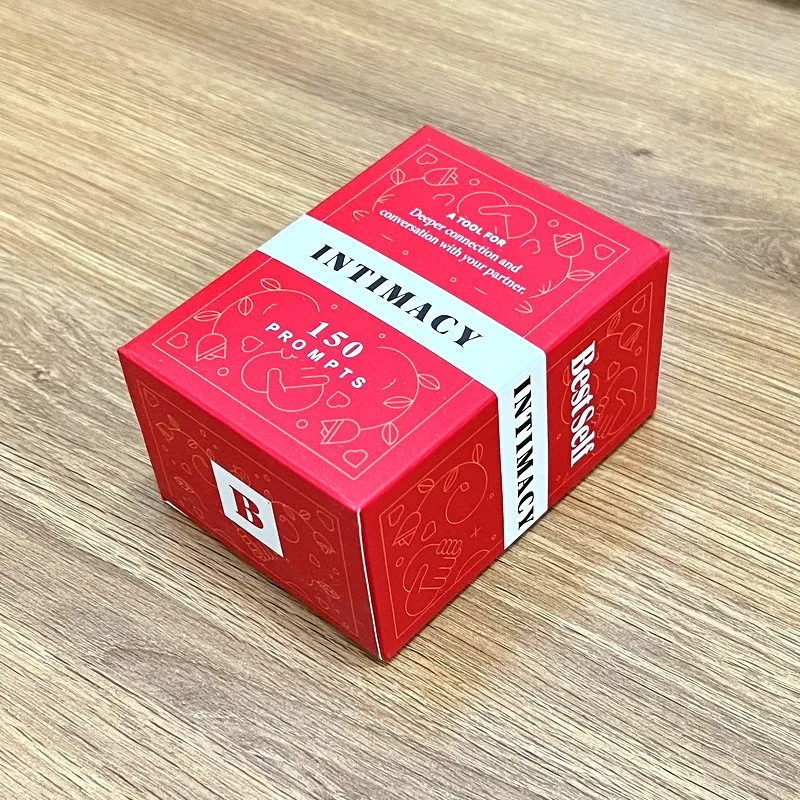 A TOOL FOR
Deeper connection and
conversation with your partner.
INTIMACY
150
PROMPTS
INTIMACY
BestSelf
B